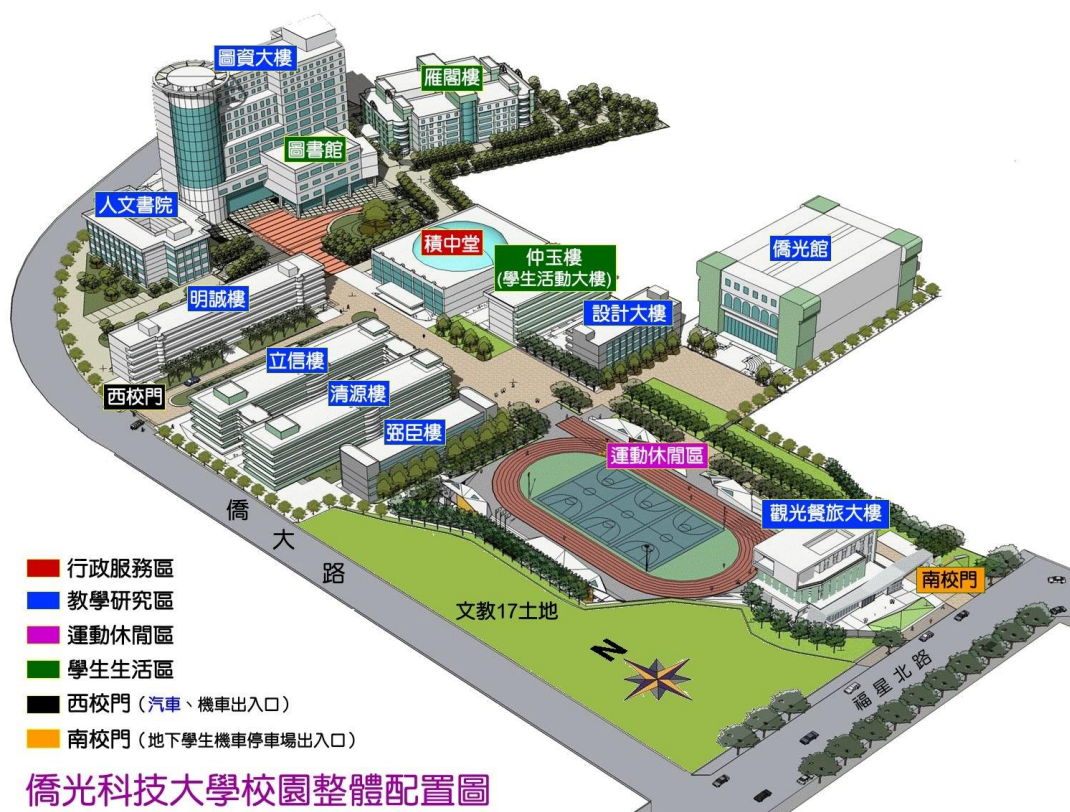 圖資大樓
雁閣樓
圖書館
人文書院
積中堂
仲玉樓
(學生活動大樓)
僑光館
明誠樓
設計大樓
立信樓
西校門
清源樓
弼臣樓
運動休閒區
觀光餐旅大樓
僑大路
南校門
行政服務區
教學研究區
文教17土地
運動休閒區
N
學生生活區
福星北路
西校門（汽車、機車出入口）
南校門（地下學生機車停車場出入口）
僑光科技大學校園整體配置圖